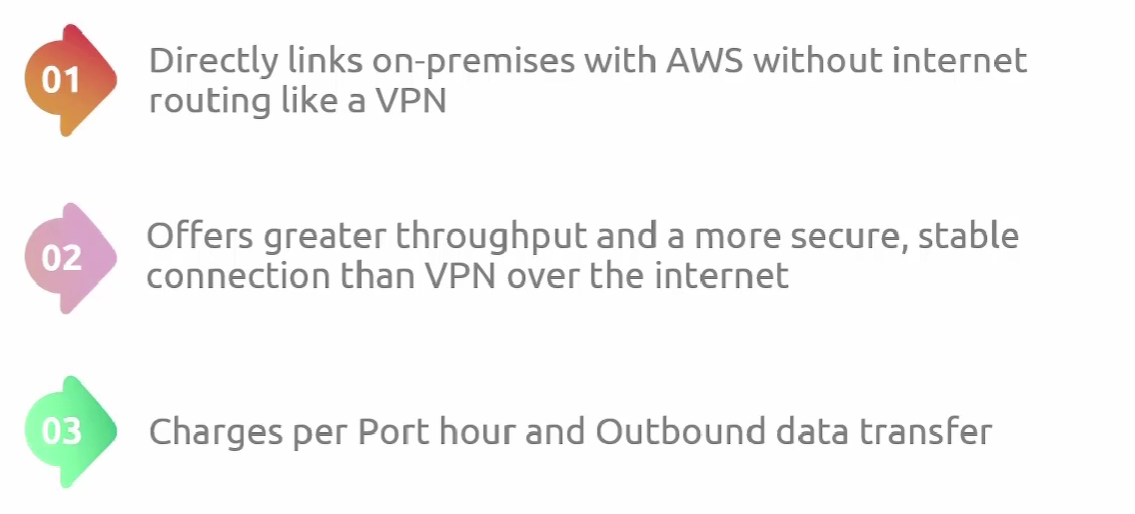 01
Directly links on-premises with AWS without internet
routing like a VPN
02
Offers greater throughput and a more secure, stable
connection than VPN over the internet
03
Charges per Port hour and Outbound data transfer